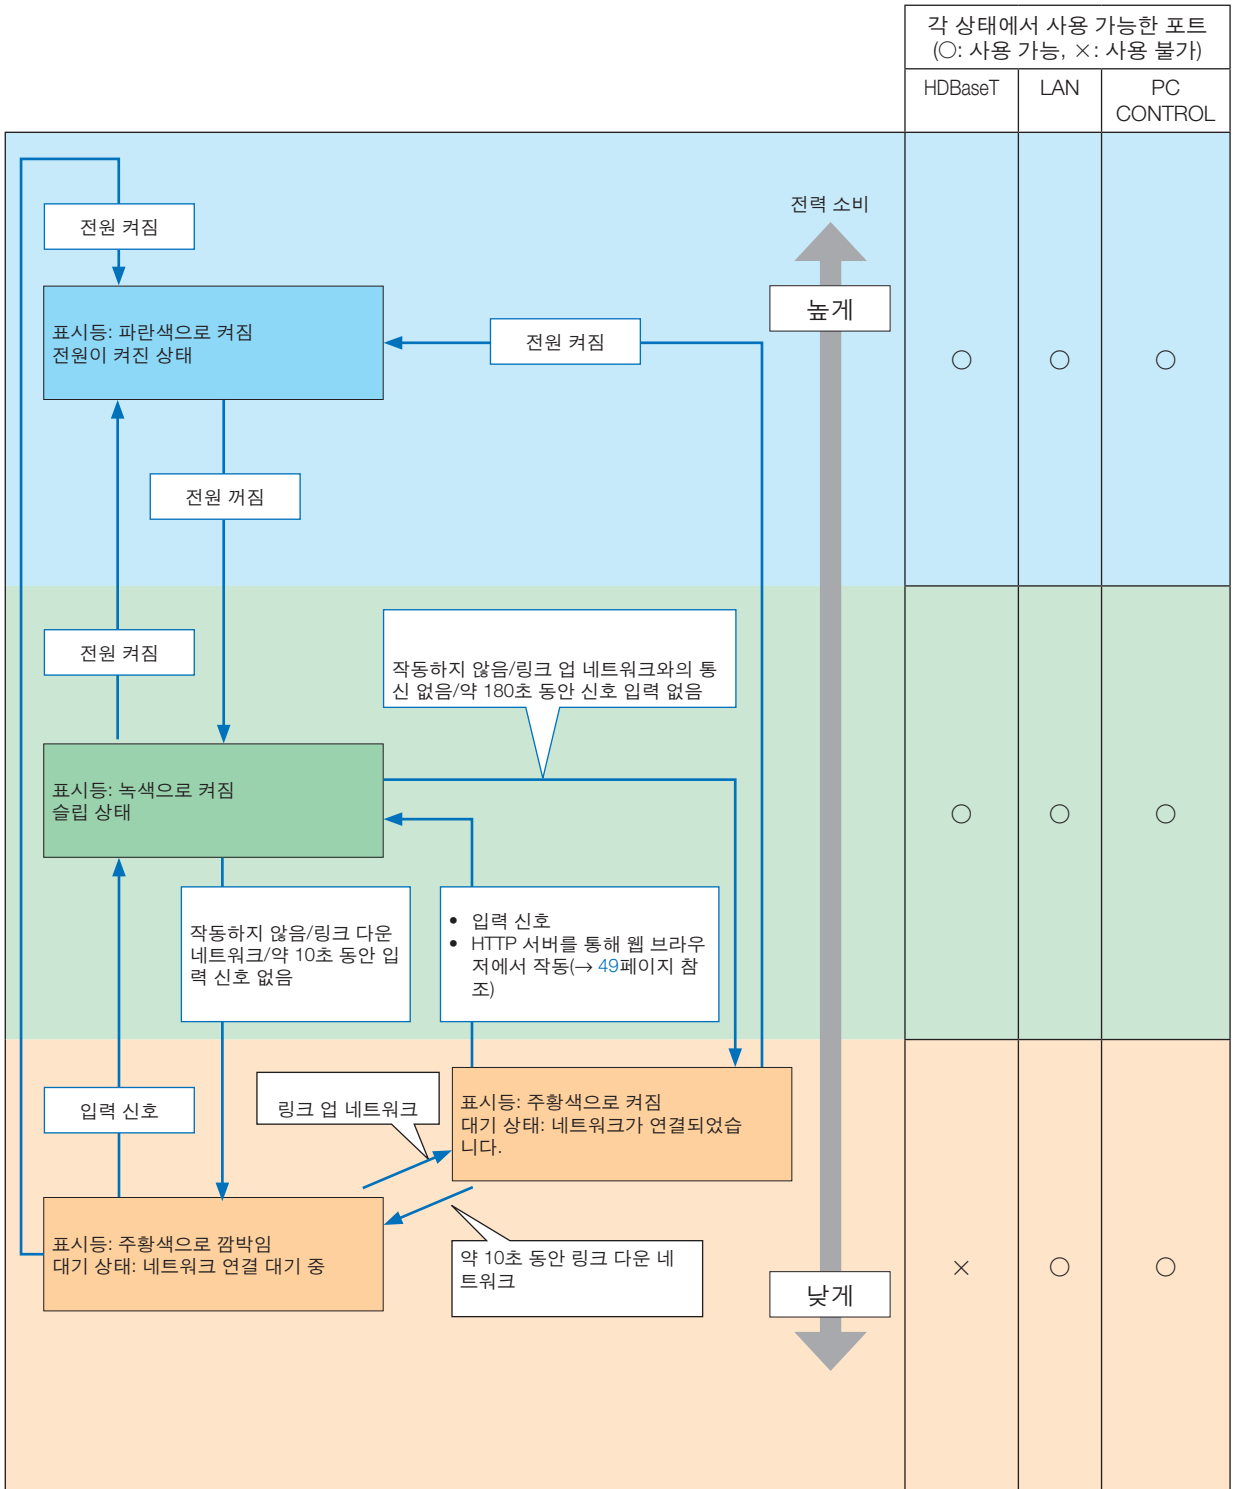 각 상태에서 사용 가능한 포트
(○: 사용 가능, ×: 사용 불가)
HDBaseT
LAN
PC
CONTROL
전원 켜짐
전력 소비
높게
표시등: 파란색으로 켜짐
전원이 켜진 상태
전원 켜짐
○
○
○
전원 꺼짐
전원 켜짐
작동하지 않음/링크 업 네트워크와의 통
신 없음/약 180초 동안 신호 입력 없음
표시등: 녹색으로 켜짐
슬립 상태
○
○
○
작동하지 않음/링크 다운
네트워크/약 10초 동안 입
력 신호 없음
• 입력 신호
• HTTP 서버를 통해 웹 브라우
저에서 작동(→ 49페이지 참
조)
입력 신호
링크 업 네트워크
표시등: 주황색으로 켜짐
대기 상태: 네트워크가 연결되었습
니다.
표시등: 주황색으로 깜박임
대기 상태: 네트워크 연결 대기 중
약 10초 동안 링크 다운 네
트워크
낮게
×
○
○